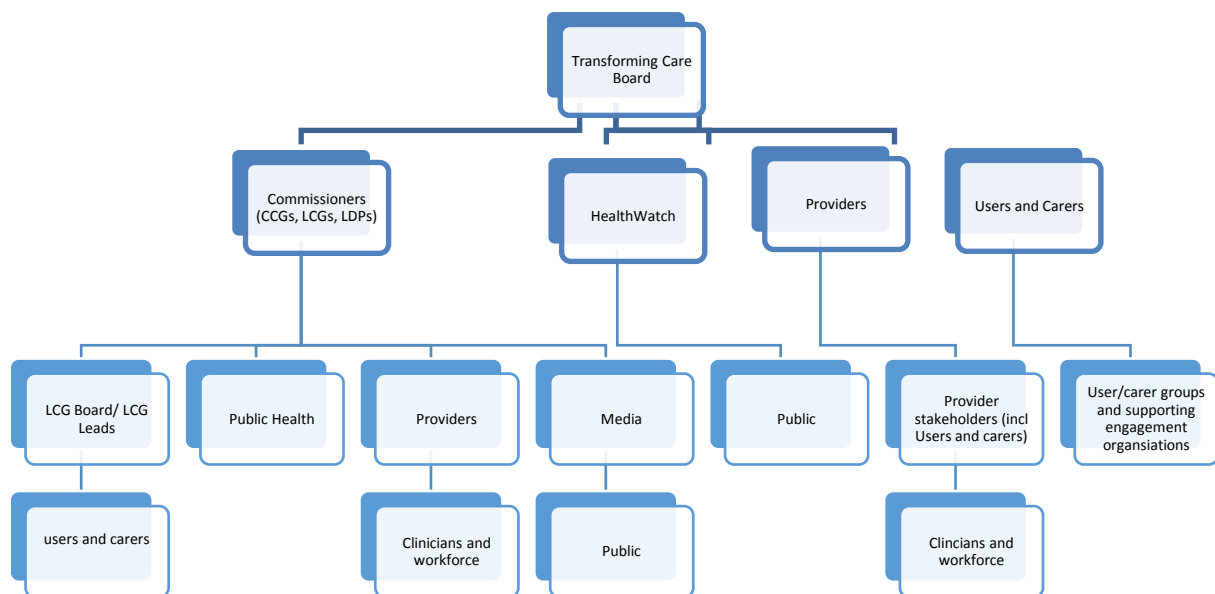 Transforming Care
Board
Commissioners
(CCGs, LCGs, LDPs)
HealthWatch
Providers
Users and Carers
LCG Board/ LCG
Leads
Public Health
Providers
Media
Public
Provider
stakeholders (incl
Users and carers)
User/carer groups
and supporting
engagement
organsiations
users and carers
Clinicians and
workforce
Public
Clincians and
workforce